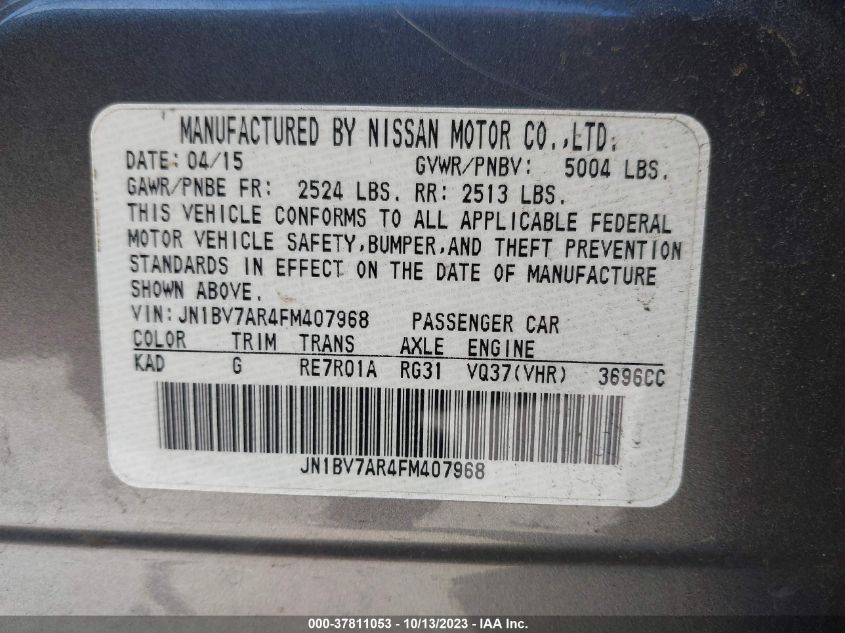 MANUFACTURED BY NISSAN MOTOR CO.,LTD.
DATE: 04/15 GVWR/PNBV: 5004 LBS.
GAWR/PNBE FR: 2524 LBS. RR: 2513 LBS.
THIS VEHICLE CONFORMS TO ALL APPLICABLE FEDERAL
MOTOR VEHICLE SAFETY,BUMPER,AND THEFT PREVENTION
STANDARDS IN EFFECT ON THE DATE OF MANUFACTURE
SHOWN ABOVE.
VIN: JN1BV7AR4FM407968 PASSENGER CAR
COLOR TRIM TRANS AXLE ENGINE
KAD G RE7R01A RG31 VQ37(VHR) 3696CC
JN1BV7AR4FM407968
000-37811053 - 10/13/2023 - IAAI.com